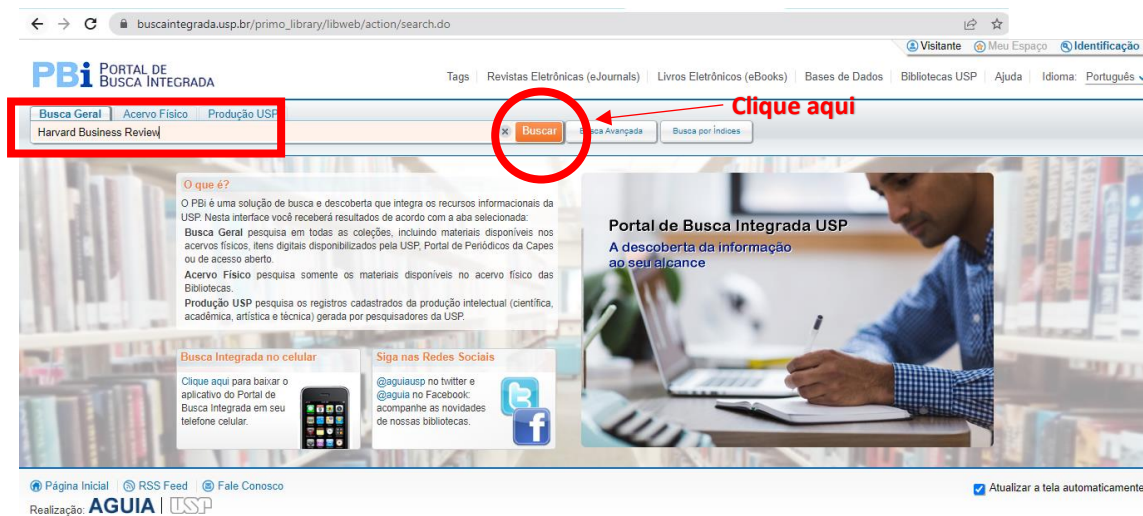 buscaintegrada.usp.br/primo_library/libweb/action/search.do
Visitante Meu Espaço Identificação
PBi PORTAL DE BUSCA INTEGRADA
Tags Revistas Eletrônicas (eJournals) Livros Eletrônicos (eBooks) Bases de Dados Bibliotecas USP Ajuda Idioma: Português
Clique aqui
Busca Geral Acervo Físico Produção USP
Harvard Business Review Buscar Busca Avançada Busca por Índices
O que é?
O PBi é uma solução de busca e descoberta que integra os recursos informacionais da
USP. Nesta interface você receberá resultados de acordo com a aba selecionada:
Busca Geral pesquisa em todas as coleções, incluindo materiais disponíveis nos
acervos físicos, itens digitais disponibilizados pela USP, Portal de Periódicos da Capes
ou de acesso aberto.
Acervo Físico pesquisa somente os materiais disponíveis no acervo físico das
Bibliotecas.
Produção USP pesquisa os registros cadastrados da produção intelectual (científica,
acadêmica, artística e técnica) gerada por pesquisadores da USP.
Portal de Busca Integrada USP
A descoberta da informação
ao seu alcance
Busca Integrada no celular
Clique aqui para baixar o
aplicativo do Portal de
Busca Integrada em seu
telefone celular.
Siga nas Redes Sociais
@aguiausp no twitter e
@aguia no Facebook:
acompanhe as novidades
de nossas bibliotecas.
Página Inicial RSS Feed Fale Conosco
Atualizar a tela automaticamente
Realização: AGUIA | USP